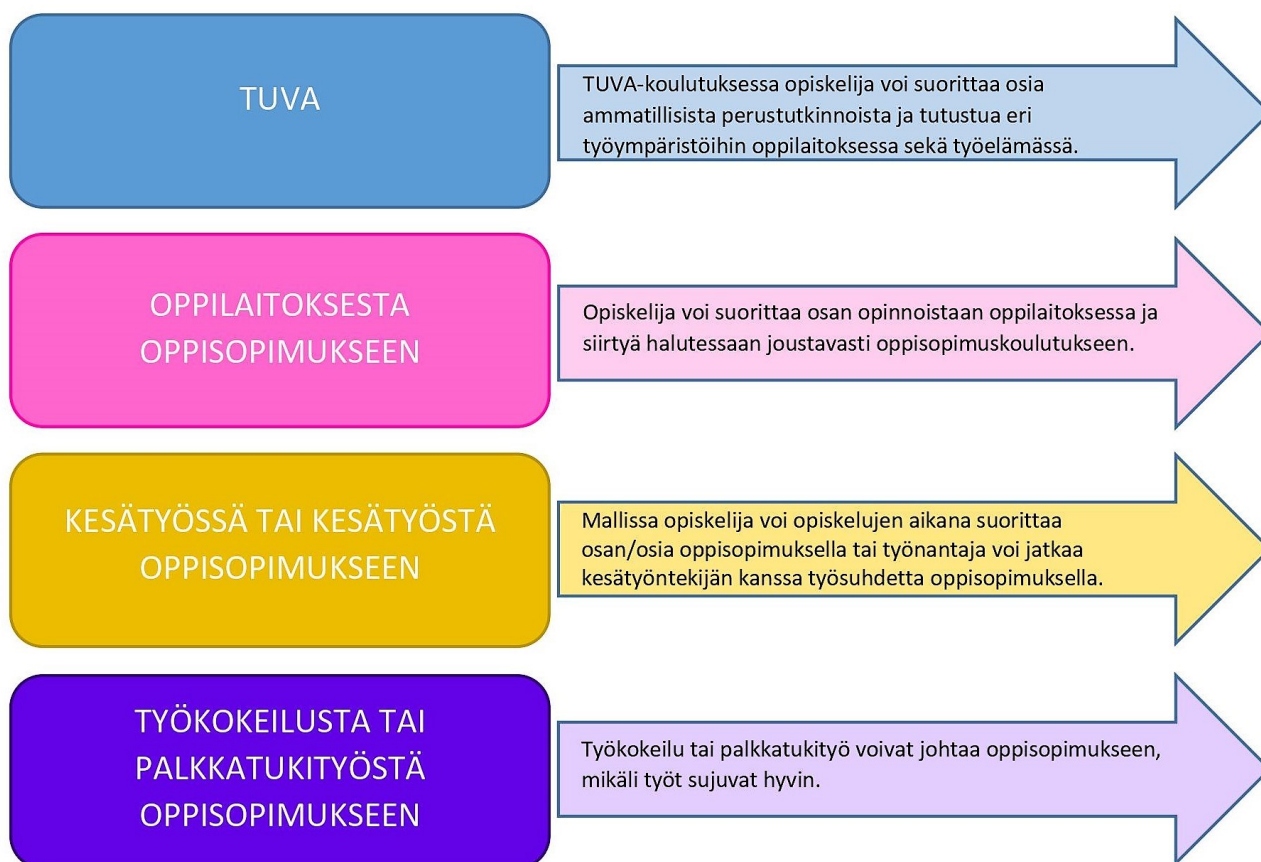 TUVA
TUVA-koulutuksessa opiskelija voi suorittaa osia
ammatillisista perustutkinnoista ja tutustua eri
työympäristöihin oppilaitoksessa sekä työelämässä.
OPPILAITOKSESTA
OPPISOPIMUKSEEN
Opiskelija voi suorittaa osan opinnoistaan oppilaitoksessa ja
siirtyä halutessaan joustavasti oppisopimuskoulutukseen.
KESÄTYÖSSÄ TAI KESÄTYÖSTÄ
OPPISOPIMUKSEEN
Mallissa opiskelija voi opiskelujen aikana suorittaa
osan/osia oppisopimuksella tai työnantaja voi jatkaa
kesätyöntekijän kanssa työsuhdetta oppisopimuksella.
TYÖKOKEILUSTA TAI
PALKKATUKITYÖSTÄ
OPPISOPIMUKSEEN
Työkokeilu tai palkkatukityö voivat johtaa oppisopimukseen,
mikäli työt sujuvat hyvin.